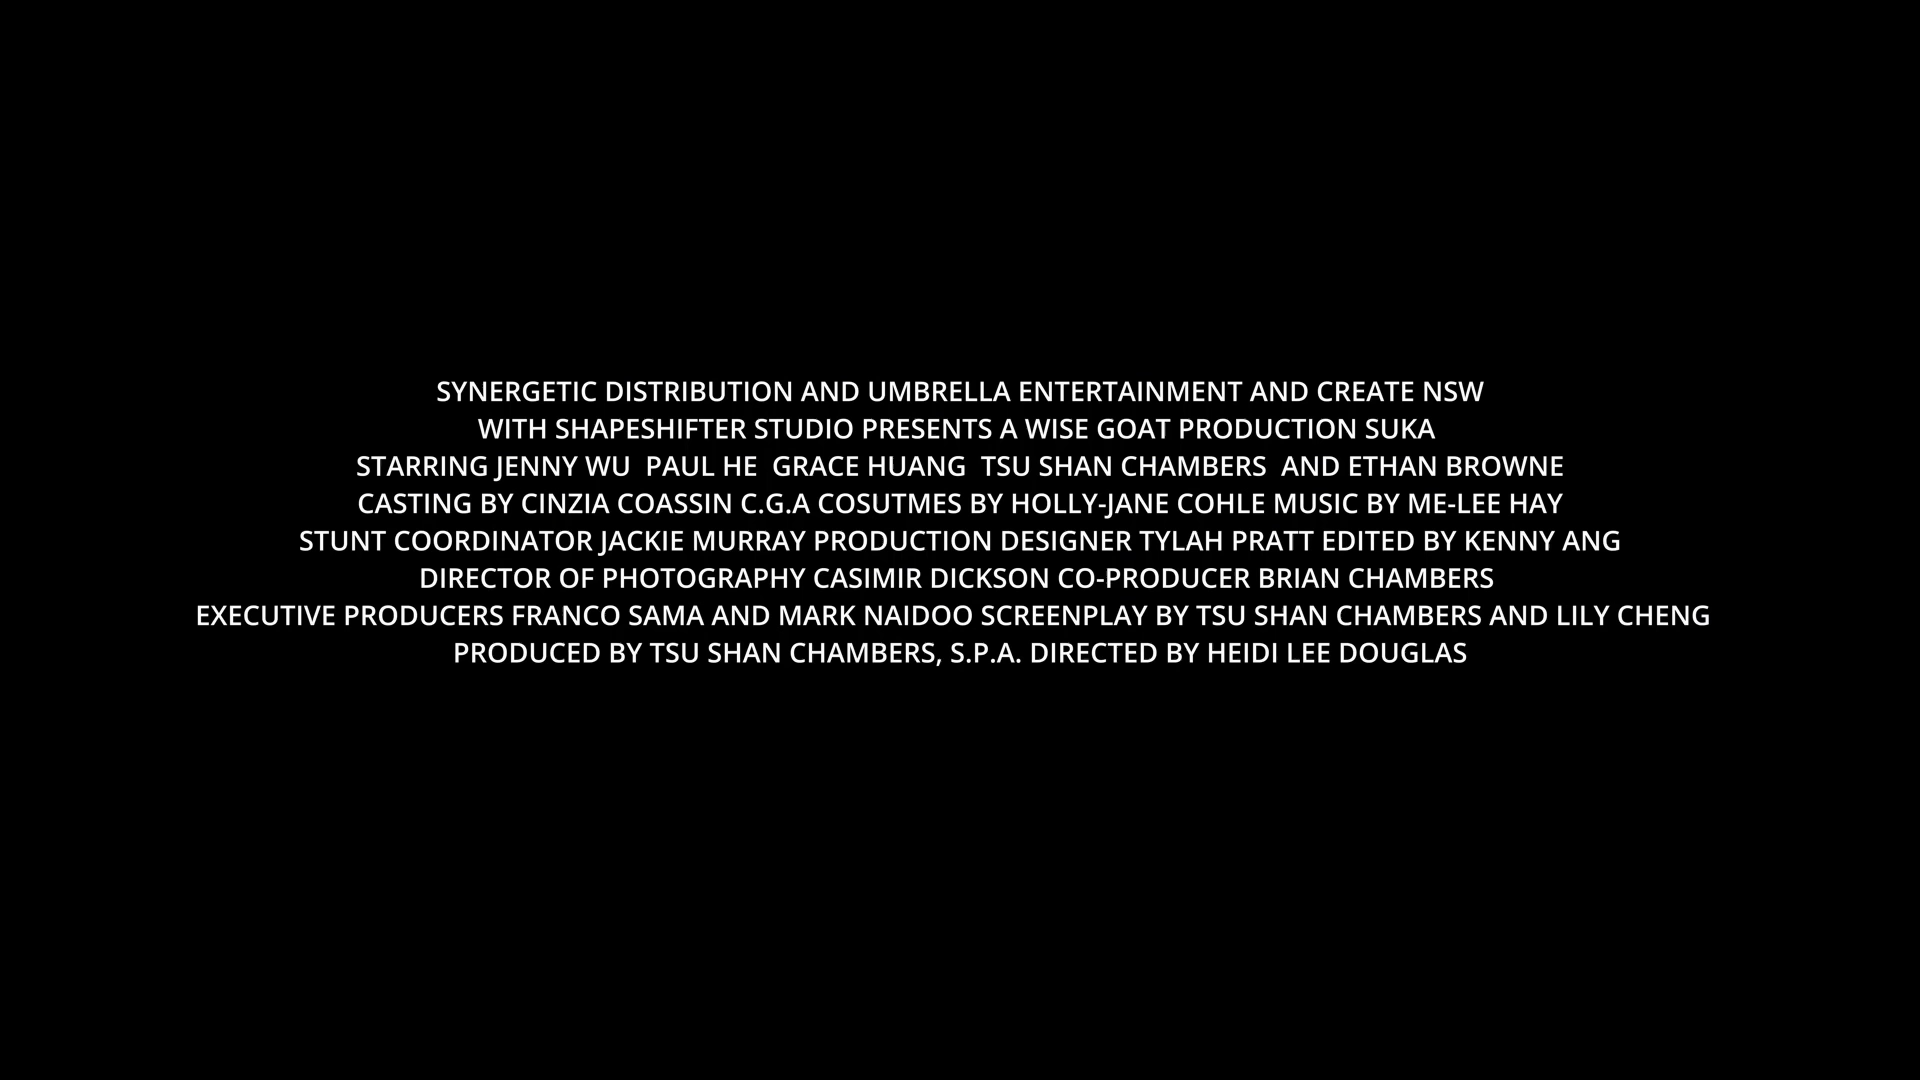 SYNERGETIC DISTRIBUTION AND UMBRELLA ENTERTAINMENT AND CREATE NSW
WITH SHAPESHIFTER STUDIO PRESENTS A WISE GOAT PRODUCTION SUKA
STARRING JENNY WU  PAUL HE  GRACE HUANG  TSU SHAN CHAMBERS  AND ETHAN BROWNE
CASTING BY CINZIA COASSIN C.G.A COSUTMES BY HOLLY-JANE COHLE MUSIC BY ME-LEE HAY
STUNT COORDINATOR JACKIE MURRAY PRODUCTION DESIGNER TYLAH PRATT EDITED BY KENNY ANG
DIRECTOR OF PHOTOGRAPHY CASIMIR DICKSON CO-PRODUCER BRIAN CHAMBERS
EXECUTIVE PRODUCERS FRANCO SAMA AND MARK NAIDOO SCREENPLAY BY TSU SHAN CHAMBERS AND LILY CHENG
PRODUCED BY TSU SHAN CHAMBERS, S.P.A. DIRECTED BY HEIDI LEE DOUGLAS